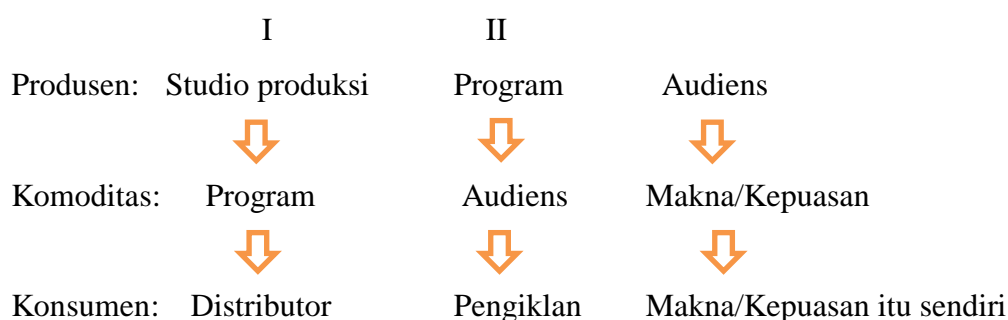 I II
Produsen: Studio produksi Program Audiens
Komoditas: Program Audiens Makna/Kepuasan
Konsumen: Distributor Pengiklan Makna/Kepuasan itu sendiri